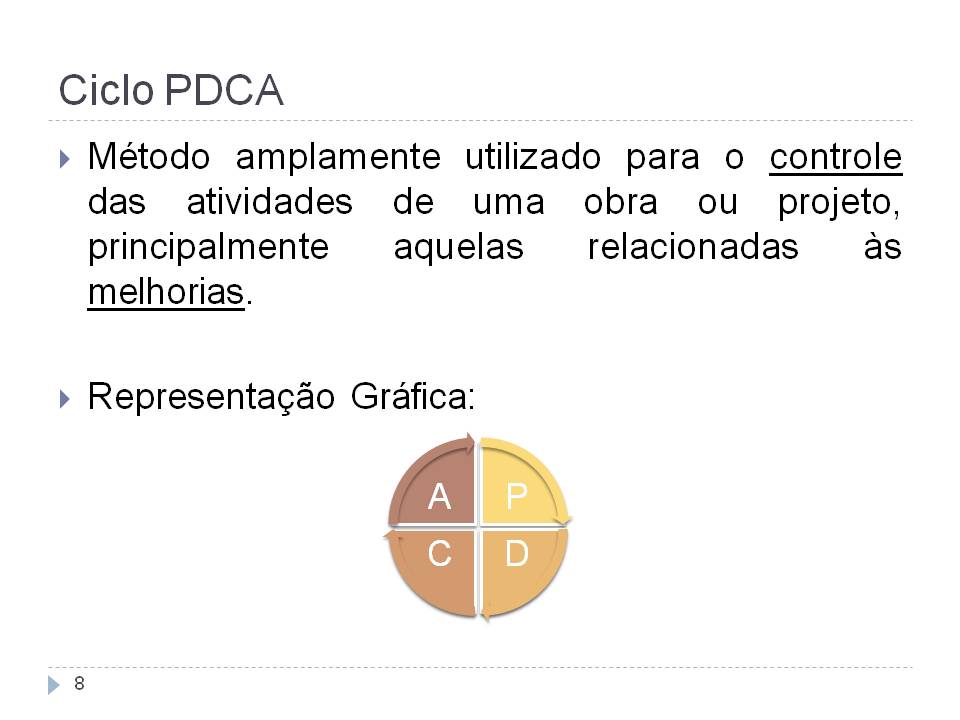 Ciclo PDCA
Método amplamente utilizado para o controle
das atividades de uma obra ou projeto,
principalmente aquelas relacionadas às
melhorias.
Representação Gráfica:
A P
C D
8